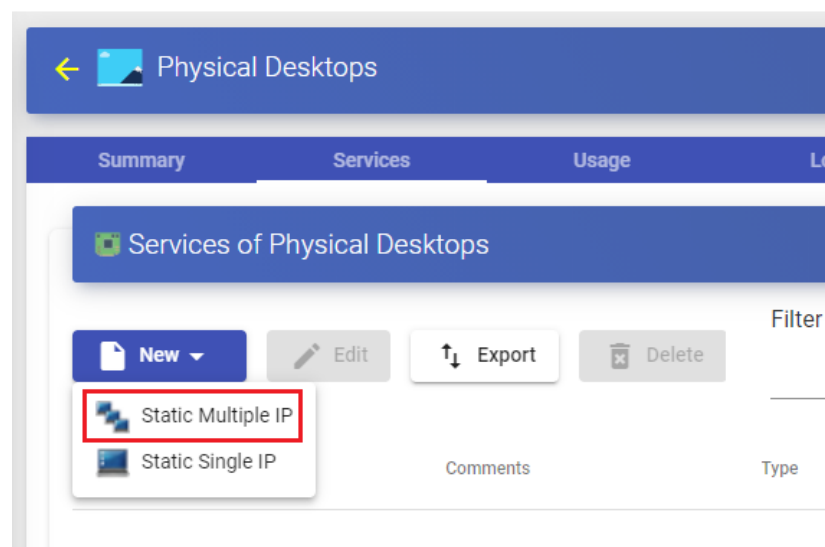 Physical Desktops
Summary Services Usage
Services of Physical Desktops
Filter
New Edit Export Delete
Static Multiple IP
Static Single IP
Comments Type